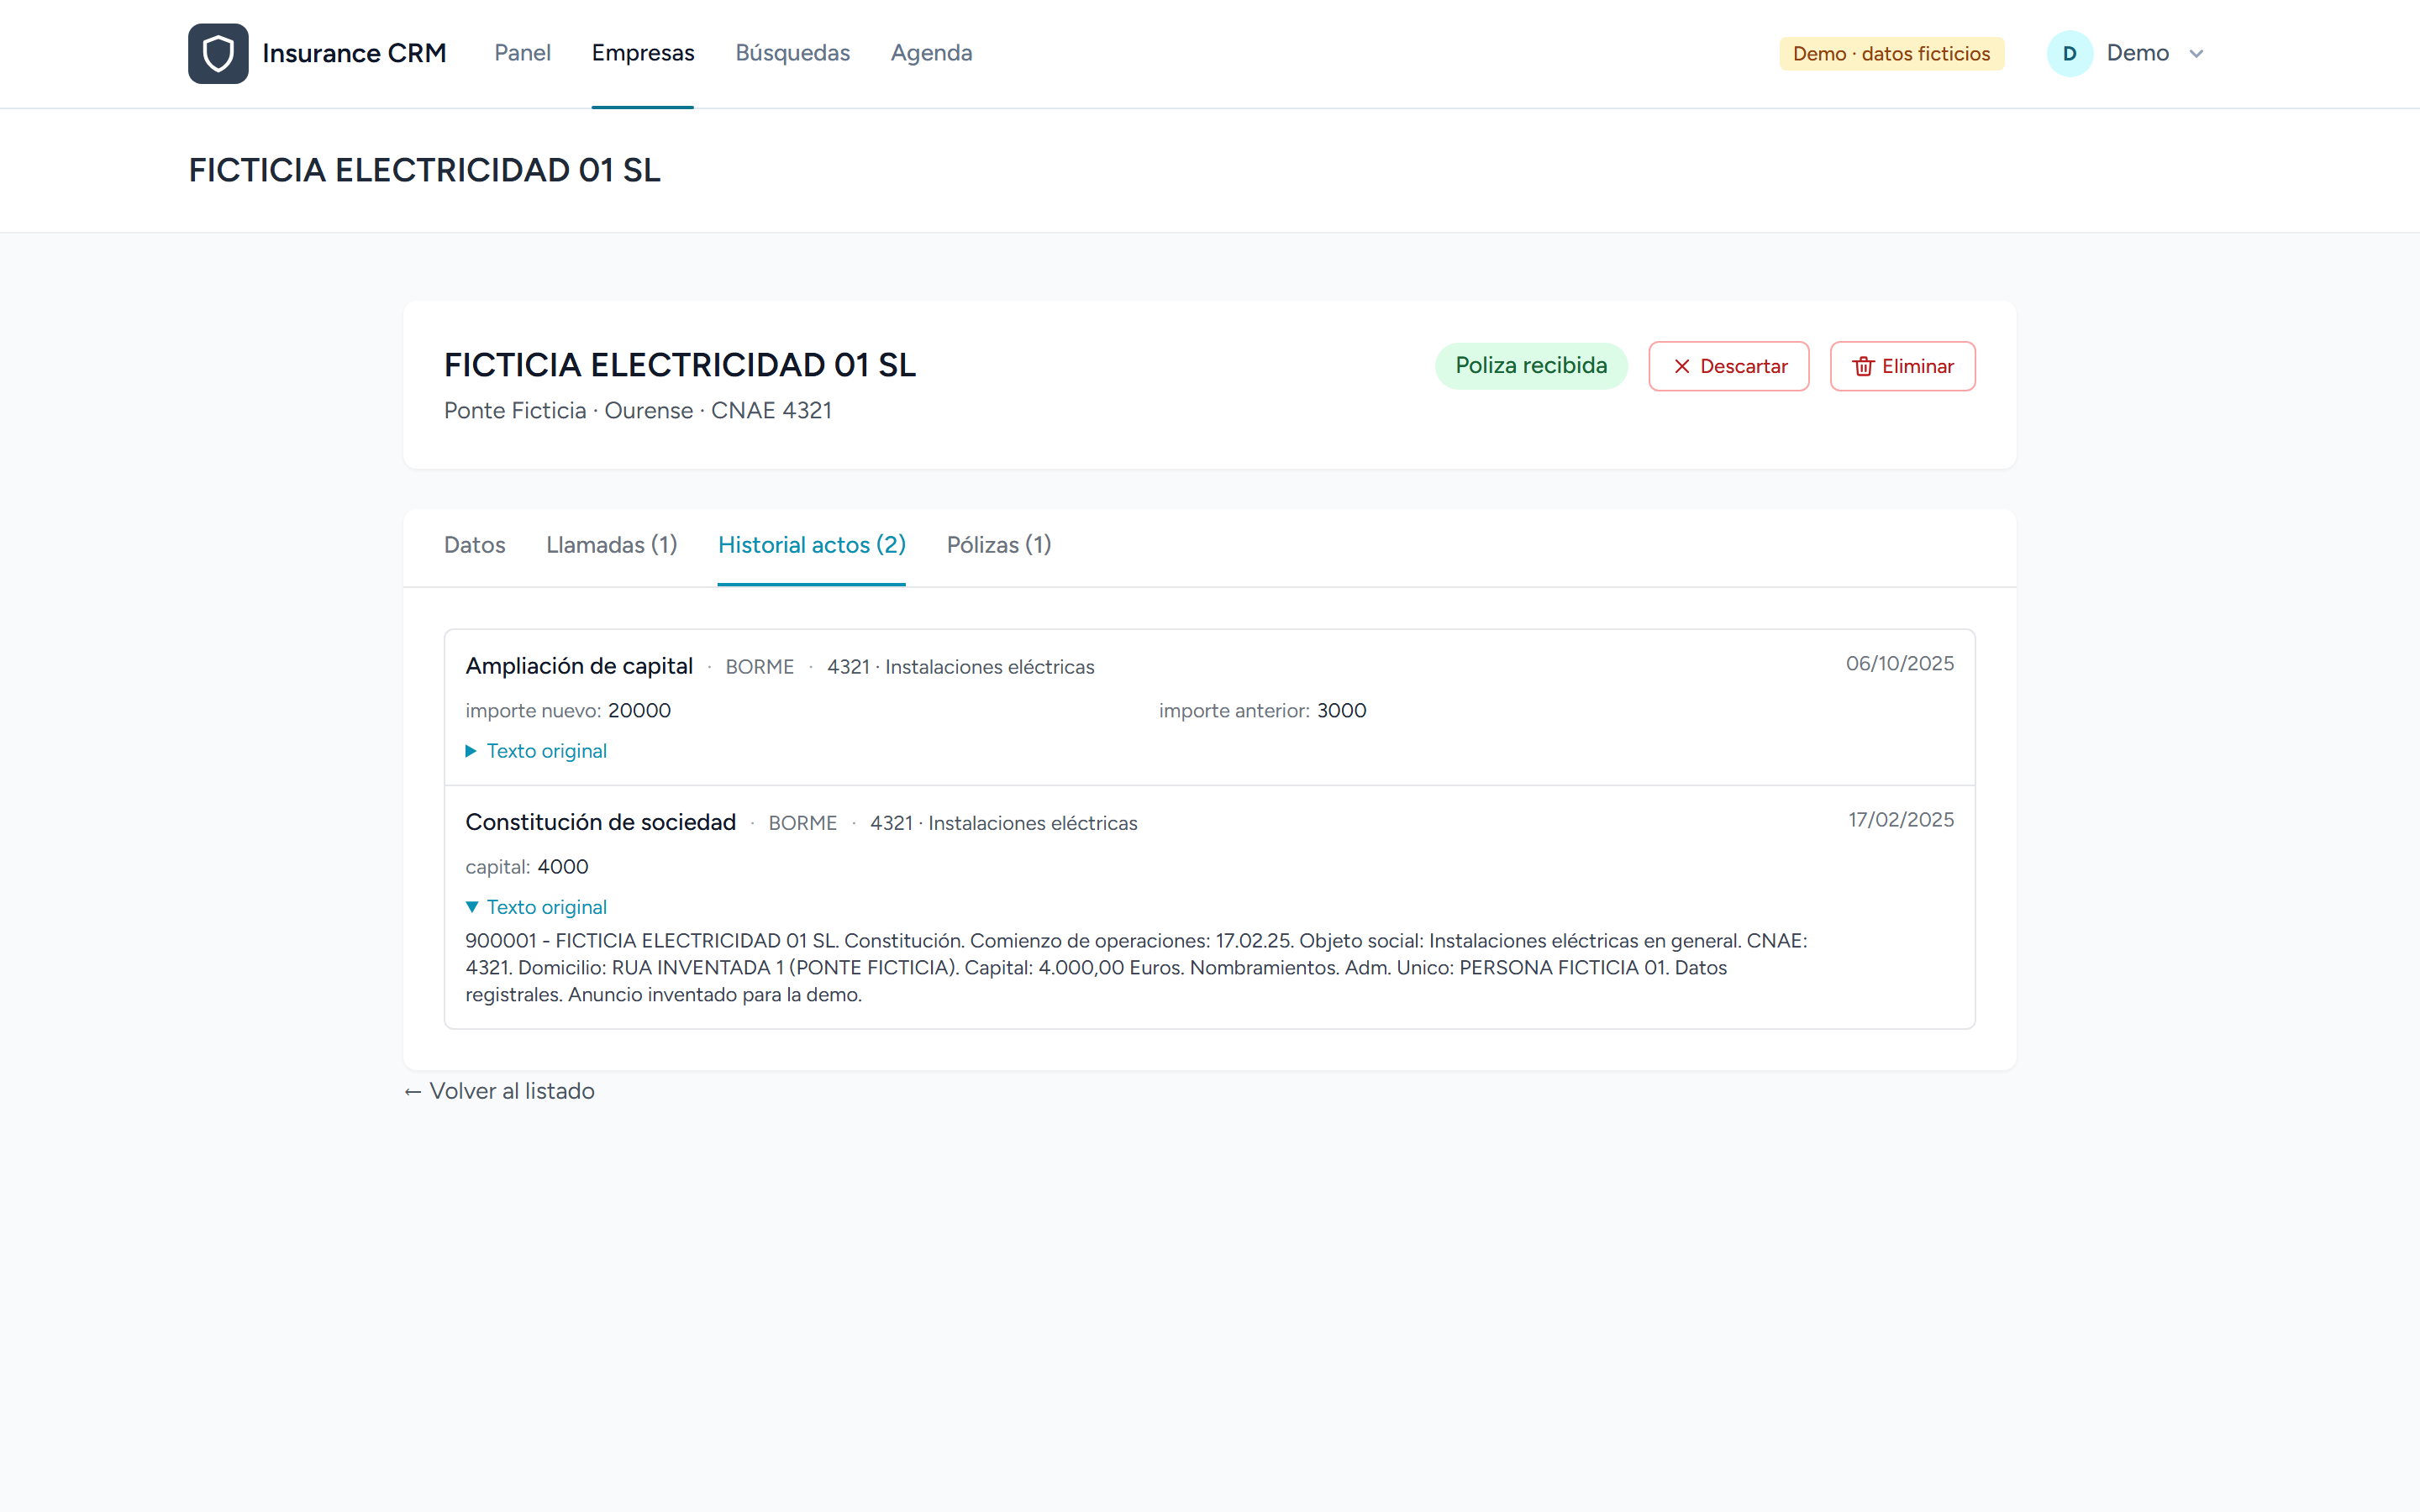 Insurance CRM Panel Empresas Búsquedas Agenda Demo · datos ficticios D Demo
FICTICIA ELECTRICIDAD 01 SL
FICTICIA ELECTRICIDAD 01 SL Poliza recibida Descartar Eliminar
Ponte Ficticia · Ourense · CNAE 4321
Datos Llamadas (1) Historial actos (2) Pólizas (1)
Ampliación de capital · BORME · 4321 · Instalaciones eléctricas 06/10/2025
importe nuevo: 20000 importe anterior: 3000
▶ Texto original
Constitución de sociedad · BORME · 4321 · Instalaciones eléctricas 17/02/2025
capital: 4000
▼ Texto original
900001 - FICTICIA ELECTRICIDAD 01 SL. Constitución. Comienzo de operaciones: 17.02.25. Objeto social: Instalaciones eléctricas en general. CNAE:
4321. Domicilio: RUA INVENTADA 1 (PONTE FICTICIA). Capital: 4.000,00 Euros. Nombramientos. Adm. Unico: PERSONA FICTICIA 01. Datos
registrales. Anuncio inventado para la demo.
← Volver al listado